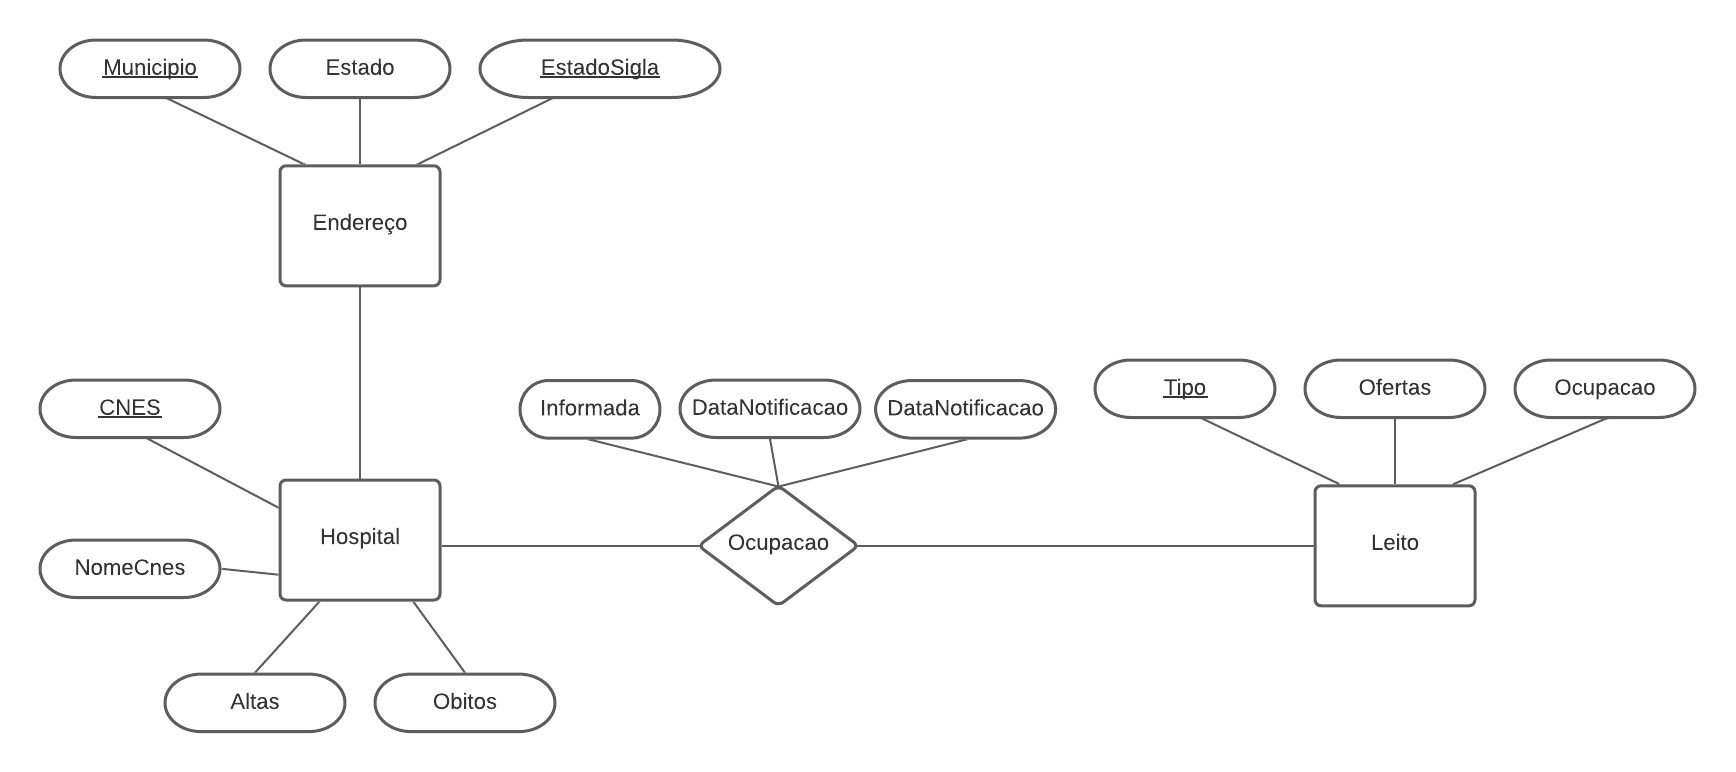 Municipio
Estado
EstadoSigla
Endereço
CNES
Informada
DataNotificacao
DataNotificacao
Tipo
Ofertas
Ocupacao
Hospital
Ocupacao
Leito
NomeCnes
Altas
Obitos